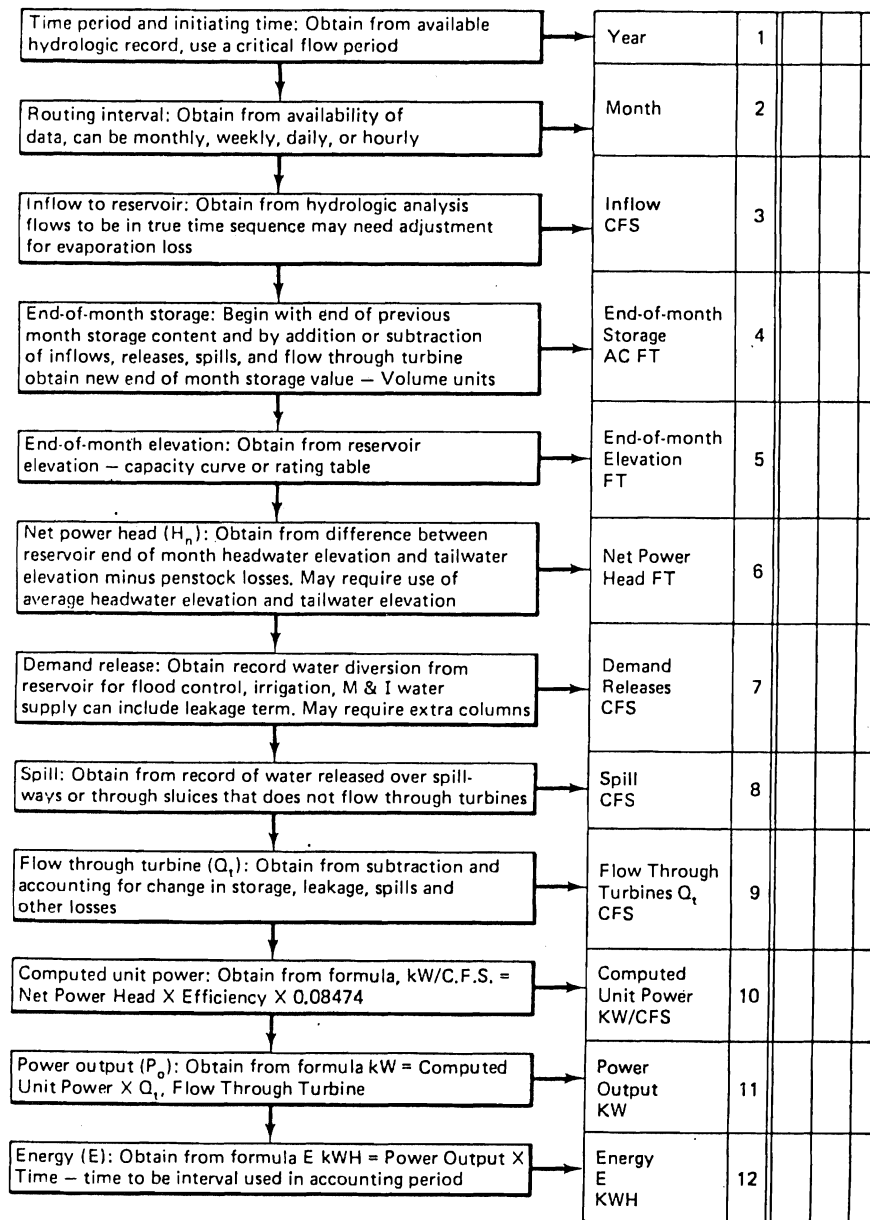 Time period and initiating time: Obtain from available
hydrologic record, use a critical flow period
Year
1
Routing interval: Obtain from availability of
data, can be monthly, weekly, daily, or hourly
Month
2
Inflow to reservoir: Obtain from hydrologic analysis
flows to be in true time sequence may need adjustment
for evaporation loss
Inflow
CFS
3
End-of-month storage: Begin with end of previous
month storage content and by addition or subtraction
of inflows, releases, spills, and flow through turbine
obtain new end of month storage value — Volume units
End-of-month
Storage
AC FT
4
End-of-month elevation: Obtain from reservoir
elevation — capacity curve or rating table
End-of-month
Elevation
FT
5
Net power head (Hn): Obtain from difference between
reservoir end of month headwater elevation and tailwater
elevation minus penstock losses. May require use of
average headwater elevation and tailwater elevation
Net Power
Head FT
6
Demand release: Obtain record water diversion from
reservoir for flood control, irrigation, M & I water
supply can include leakage term. May require extra columns
Demand
Releases
CFS
7
Spill: Obtain from record of water released over spill-
ways or through sluices that does not flow through turbines
Spill
CFS
8
Flow through turbine (Qt): Obtain from subtraction and
accounting for change in storage, leakage, spills and
other losses
Flow Through
Turbines Qt
CFS
9
Computed unit power: Obtain from formula, kW/C.F.S. =
Net Power Head X Efficiency X 0.08474
Computed
Unit Power
KW/CFS
10
Power output (Po): Obtain from formula kW = Computed
Unit Power X Qt, Flow Through Turbine
Power
Output
KW
11
Energy (E): Obtain from formula E kWH = Power Output X
Time — time to be interval used in accounting period
Energy
E
KWH
12